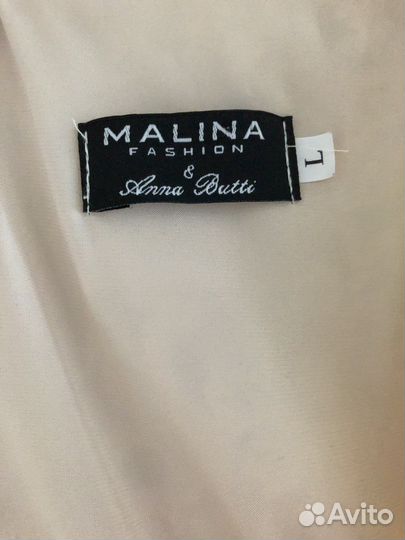 MALINA
FASHION
&
Anna Butti
L
Avito